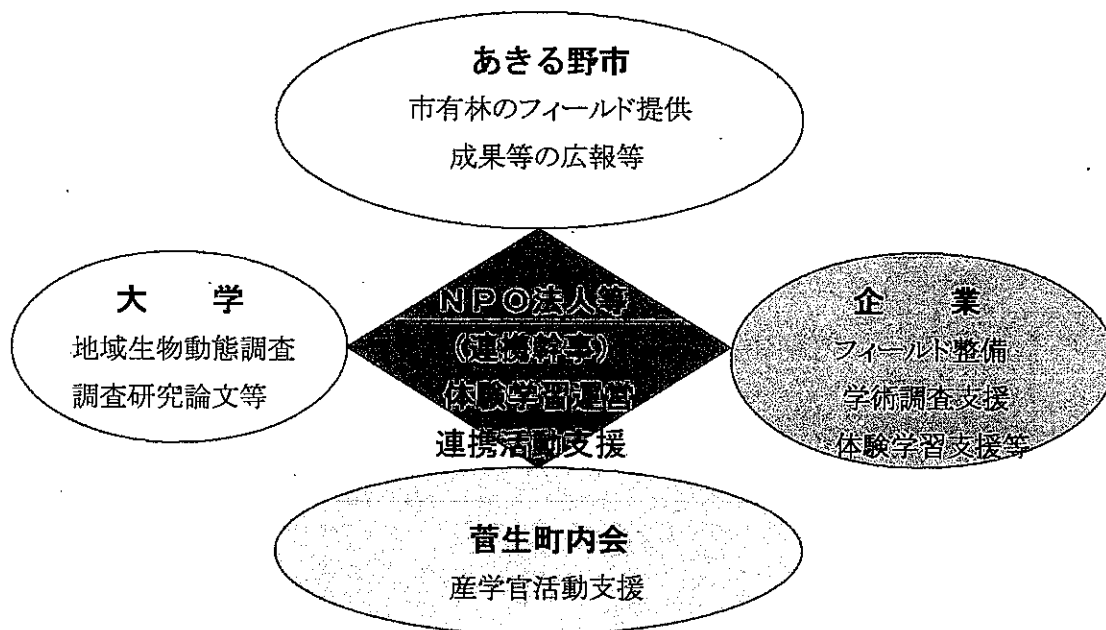 あきる野市
市有林のフィールド提供
成果等の広報等
大　学
地域生物動態調査
調査研究論文等
NPO法人等
(連携幹事)
体験学習運営
連携活動支援
企　業
フィールド整備
学術調査支援
体験学習支援等
菅生町内会
産学官活動支援